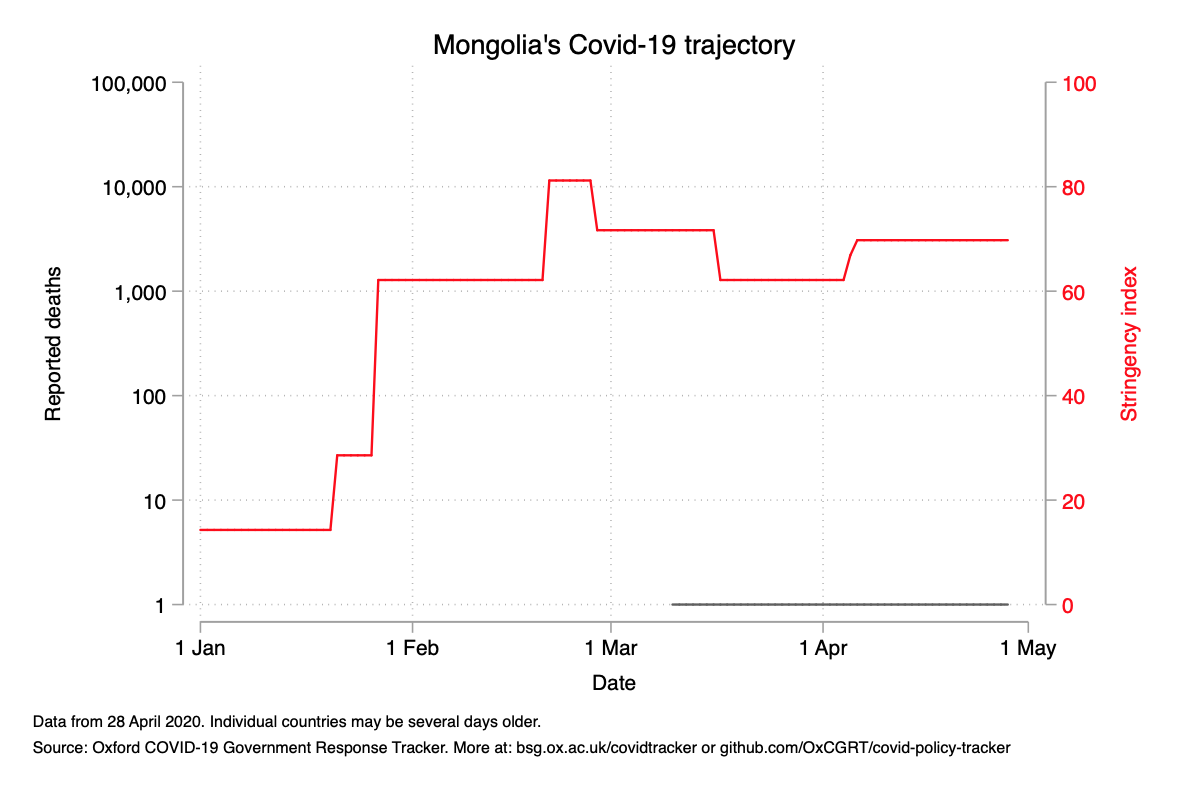 Mongolia's Covid-19 trajectory
100,000
10,000
1,000
100
10
1
Reported deaths
100
80
60
40
20
0
Stringency index
1 Jan
1 Feb
1 Mar
1 Apr
1 May
Date
Data from 28 April 2020. Individual countries may be several days older.
Source: Oxford COVID-19 Government Response Tracker. More at: bsg.ox.ac.uk/covidtracker or github.com/OxCGRT/covid-policy-tracker